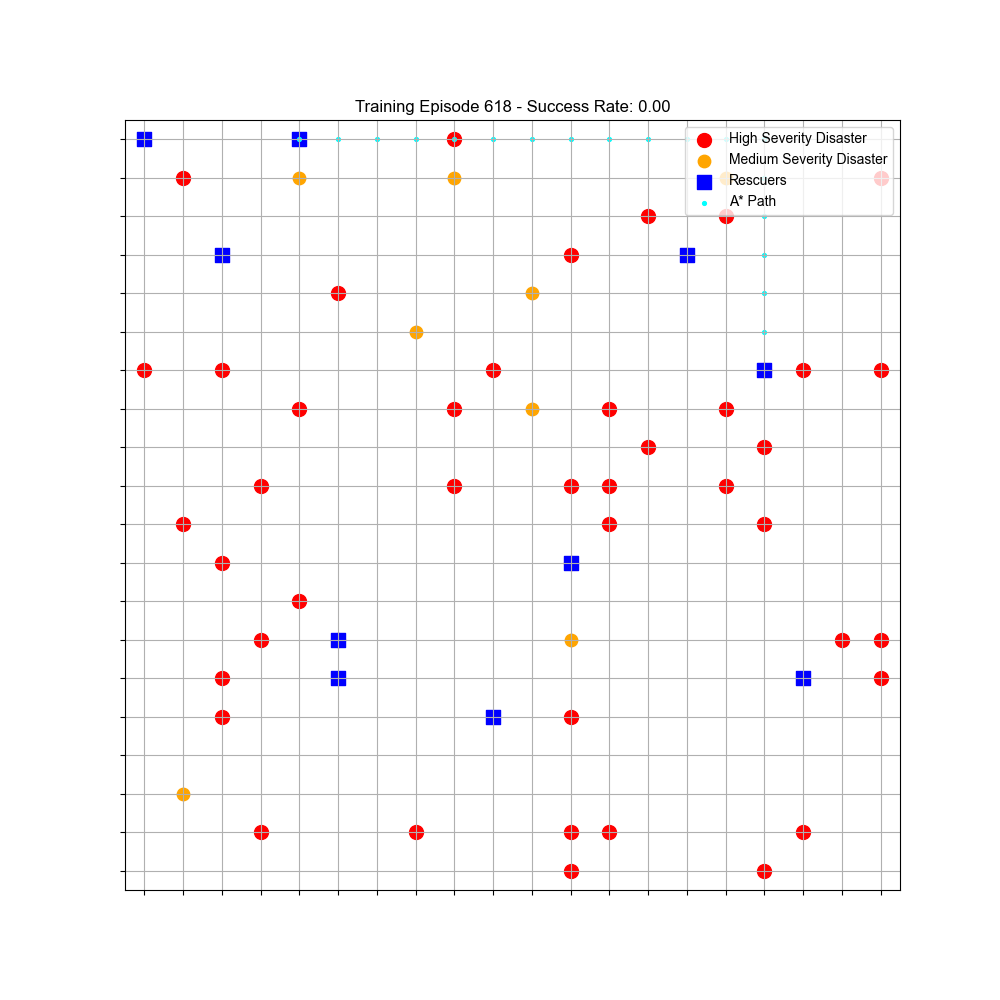 Training Episode 618 - Success Rate: 0.00
High Severity Disaster
Medium Severity Disaster
Rescuers
A* Path